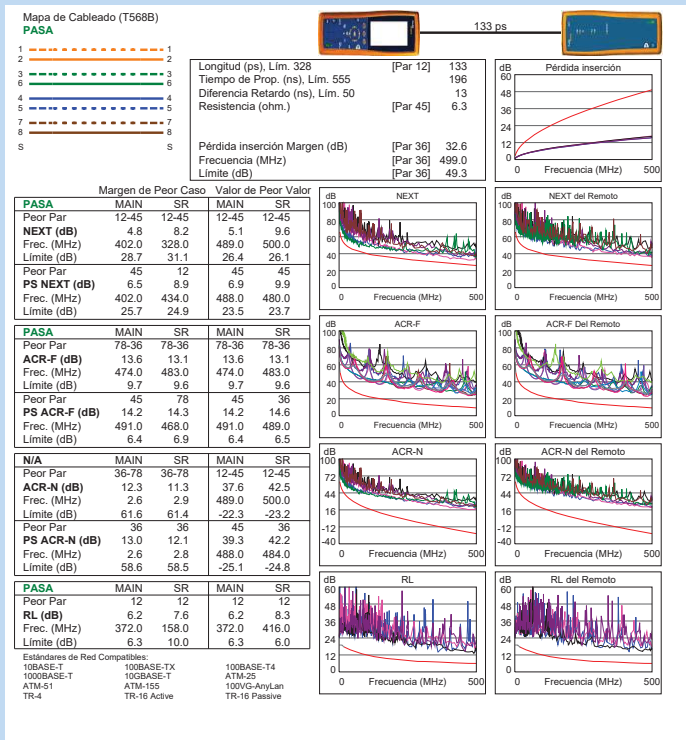 Mapa de Cableado (T568B)
PASA
1 1
2 2
3 3
6 6
4 4
5 5
7 7
8 8
S S
133 ps
Longitud (ps), Lím. 328 [Par 12] 133
Tiempo de Prop. (ns), Lím. 555 196
Diferencia Retardo (ns), Lím. 50 13
Resistencia (ohm.) [Par 45] 6.3
Pérdida inserción Margen (dB) [Par 36] 32.6
Frecuencia (MHz) [Par 36] 499.0
Límite (dB) [Par 36] 49.3
dB Pérdida inserción
60
48
36
24
12
0
0 Frecuencia (MHz) 500
Margen de Peor Caso Valor de Peor Valor
PASA MAIN SR MAIN SR
Peor Par 12-45 12-45 12-45 12-45
NEXT (dB) 4.8 8.2 5.1 9.6
Frec. (MHz) 402.0 328.0 489.0 500.0
Límite (dB) 28.7 31.1 26.4 26.1
Peor Par 45 12 45 45
PS NEXT (dB) 6.5 8.9 6.9 9.9
Frec. (MHz) 402.0 434.0 488.0 480.0
Límite (dB) 25.7 24.9 23.5 23.7
PASA MAIN SR MAIN SR
Peor Par 78-36 78-36 78-36 78-36
ACR-F (dB) 13.6 13.1 13.6 13.1
Frec. (MHz) 474.0 483.0 474.0 483.0
Límite (dB) 9.7 9.6 9.7 9.6
Peor Par 45 78 45 36
PS ACR-F (dB) 14.2 14.3 14.2 14.6
Frec. (MHz) 491.0 468.0 491.0 489.0
Límite (dB) 6.4 6.9 6.4 6.5
N/A MAIN SR MAIN SR
Peor Par 36-78 36-78 12-45 12-45
ACR-N (dB) 12.3 11.3 37.6 42.5
Frec. (MHz) 2.6 2.9 489.0 500.0
Límite (dB) 61.6 61.4 -22.3 -23.2
Peor Par 36 36 45 36
PS ACR-N (dB) 13.0 12.1 39.3 42.2
Frec. (MHz) 2.6 2.8 488.0 484.0
Límite (dB) 58.6 58.5 -25.1 -24.8
PASA MAIN SR MAIN SR
Peor Par 12 12 12 12
RL (dB) 6.2 7.6 6.2 8.3
Frec. (MHz) 372.0 158.0 372.0 416.0
Límite (dB) 6.3 10.0 6.3 6.0
Estándares de Red Compatibles:
10BASE-T 100BASE-TX 100BASE-T4
1000BASE-T 10GBASE-T ATM-25
ATM-51 ATM-155 100VG-AnyLan
TR-4 TR-16 Active TR-16 Passive
dB NEXT
100
80
60
40
20
0
0 Frecuencia (MHz) 500
dB NEXT del Remoto
100
80
60
40
20
0
0 Frecuencia (MHz) 500
dB ACR-F
100
80
60
40
20
0
0 Frecuencia (MHz) 500
dB ACR-F Del Remoto
100
80
60
40
20
0
0 Frecuencia (MHz) 500
dB ACR-N
100
72
44
16
-12
-40
0 Frecuencia (MHz) 500
dB ACR-N del Remoto
100
72
44
16
-12
-40
0 Frecuencia (MHz) 500
dB RL
60
48
36
24
12
0
0 Frecuencia (MHz) 500
dB RL del Remoto
60
48
36
24
12
0
0 Frecuencia (MHz) 500